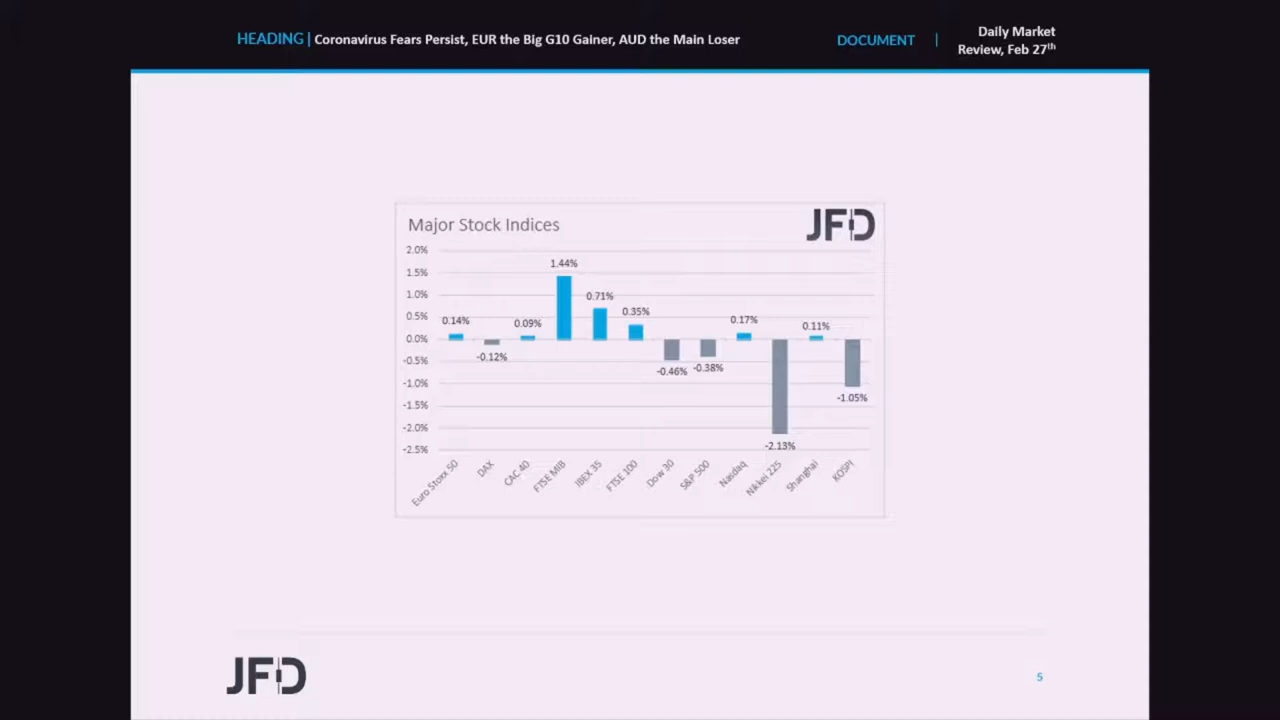 HEADING | Coronavirus Fears Persist, EUR the Big G10 Gainer, AUD the Main Loser
DOCUMENT |
Daily Market
Review, Feb 27th
Major Stock Indices
JFD
2.0%
1.5%
1.0%
0.5%
0.0%
-0.5%
-1.0%
-1.5%
-2.0%
-2.5%
0.14%
-0.12%
0.09%
1.44%
0.71%
0.35%
-0.46%
-0.38%
0.17%
-2.13%
0.11%
-1.05%
Euro Stoxx 50
DAX
CAC 40
FTSE MIB
IBEX 35
FTSE 100
Dow 30
S&P 500
Nasdaq
Nikkei 225
Shanghai
KOSPI
JFD
5